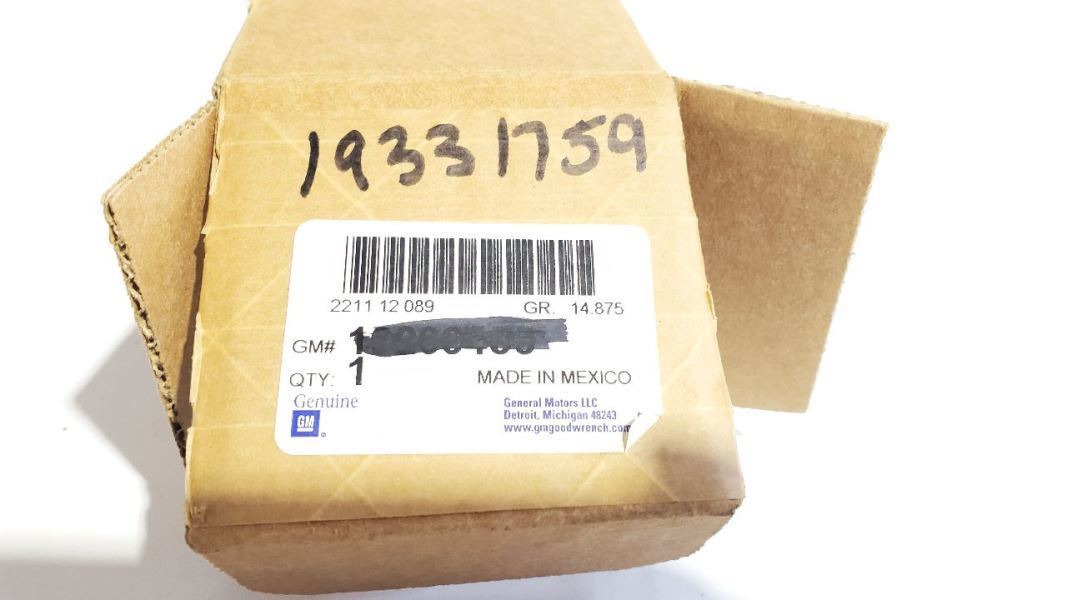 19331759
2211 12 089 GR. 14.875
GM#
QTY: 1 MADE IN MEXICO
Genuine
GM
General Motors LLC
Detroit, Michigan 48243
www.gmgoodwrench.com